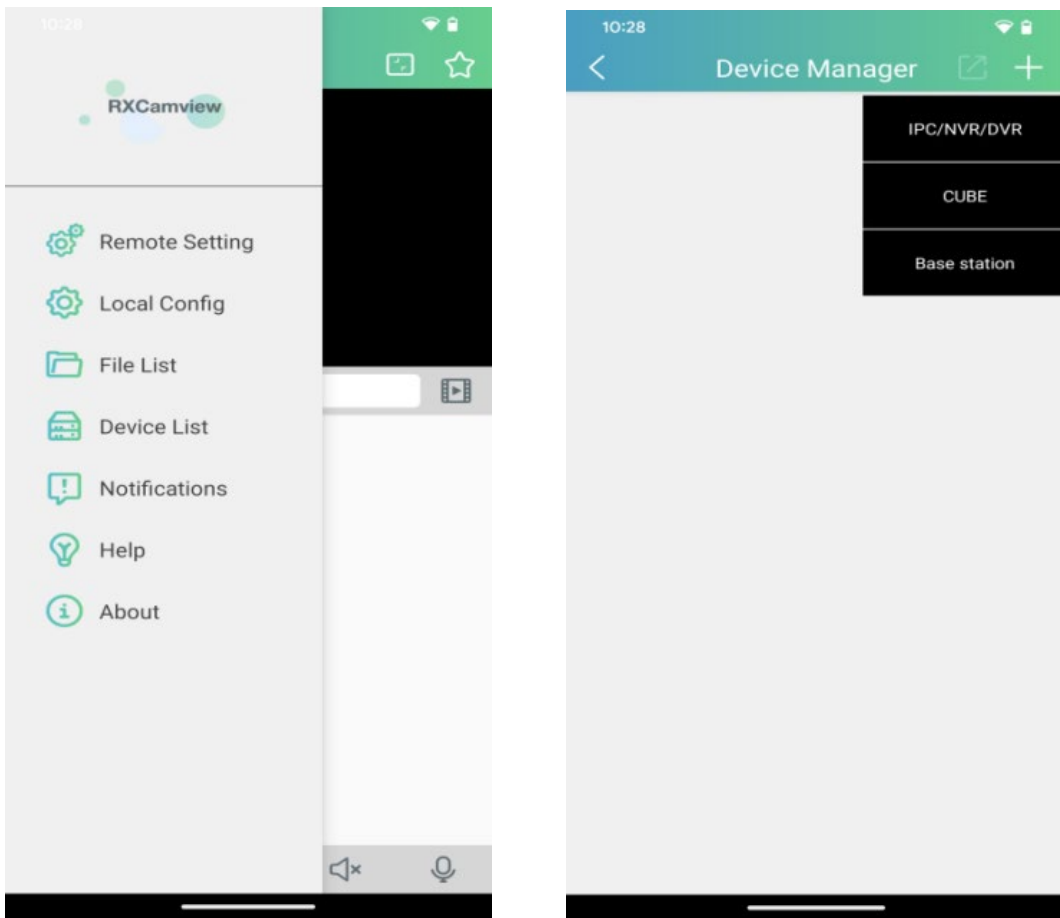 10:28
RXCamview
Remote Setting
Local Config
File List
Device List
Notifications
Help
About
10:28
Device Manager
IPC/NVR/DVR
CUBE
Base station